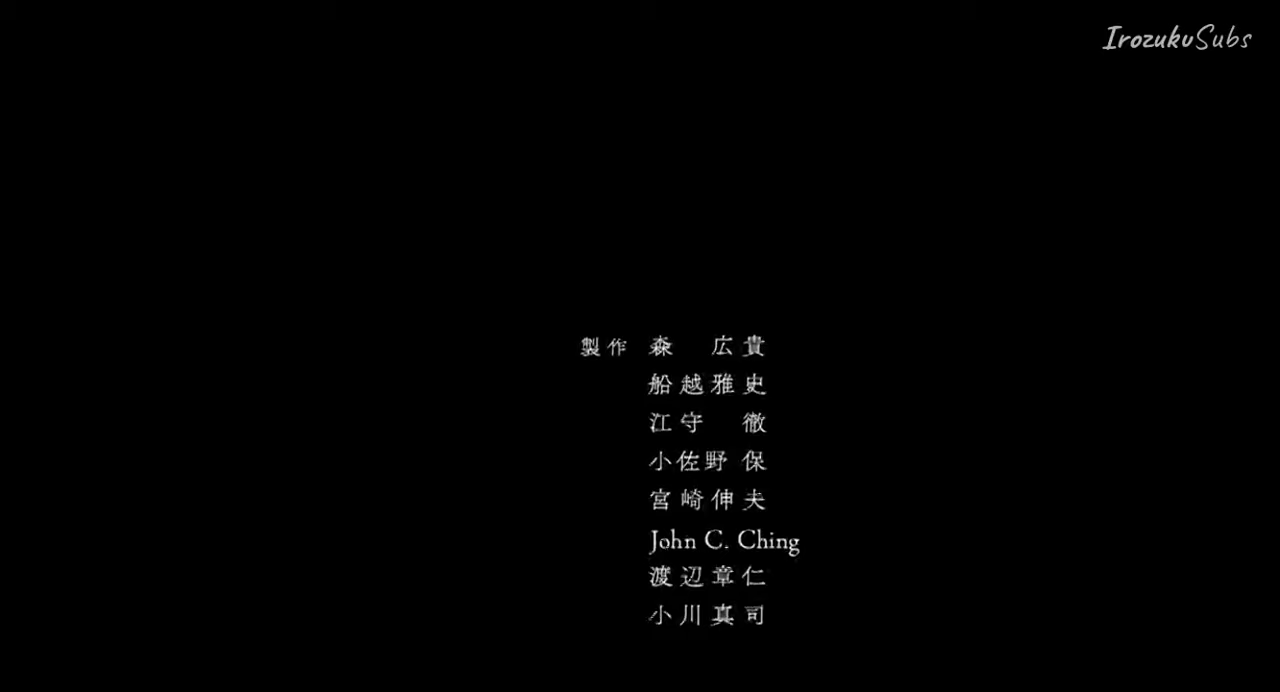 IrozukuSubs
製作 森 広貴
船越雅史
江守 徹
小佐野 保
宮崎伸夫
John C. Ching
渡辺章仁
小川真司